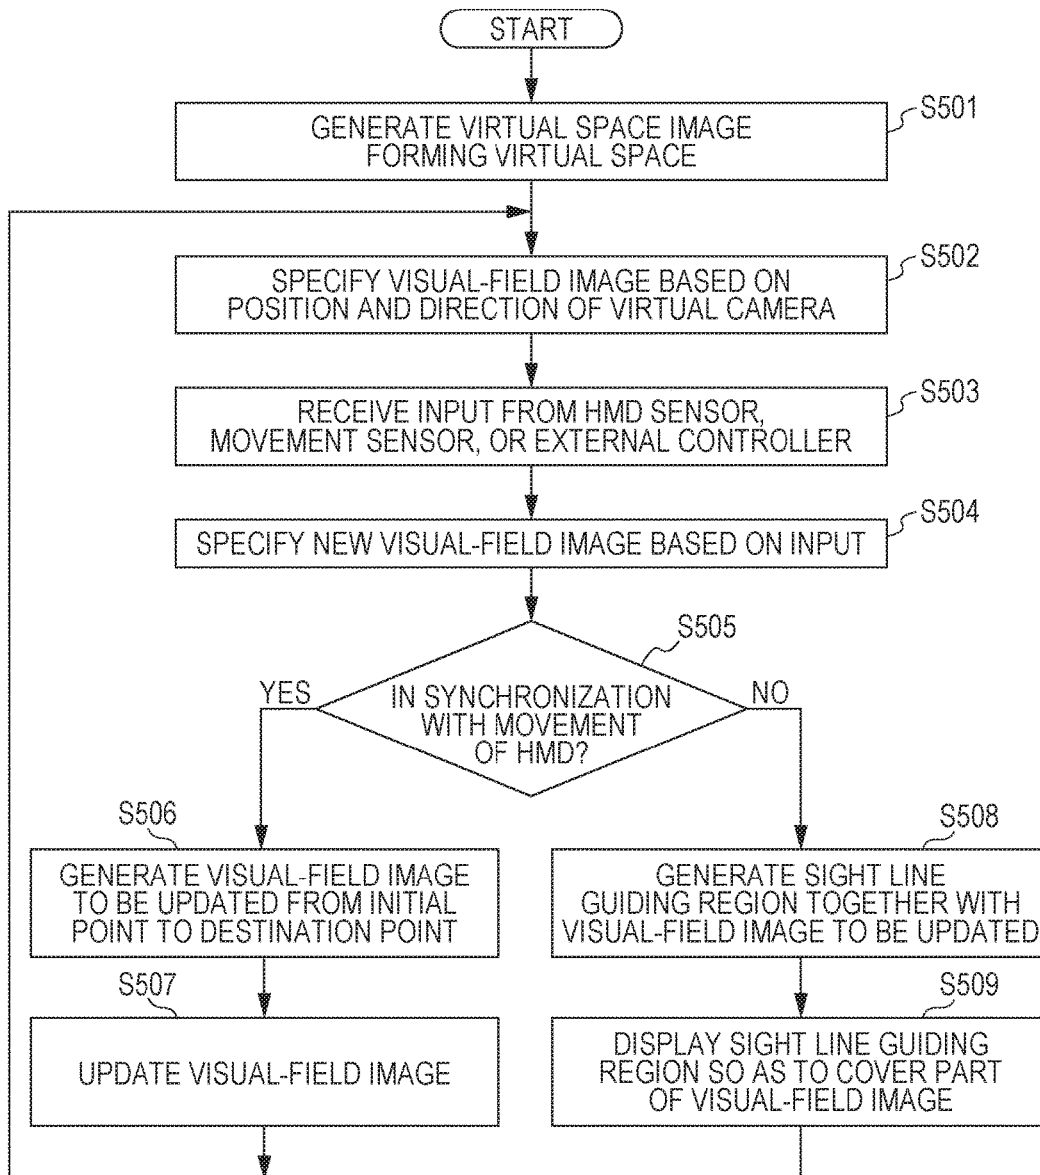 START
S501
GENERATE VIRTUAL SPACE IMAGE
FORMING VIRTUAL SPACE
S502
SPECIFY VISUAL-FIELD IMAGE BASED ON
POSITION AND DIRECTION OF VIRTUAL CAMERA
S503
RECEIVE INPUT FROM HMD SENSOR,
MOVEMENT SENSOR, OR EXTERNAL CONTROLLER
S504
SPECIFY NEW VISUAL-FIELD IMAGE BASED ON INPUT
S505
YES
IN SYNCHRONIZATION
WITH MOVEMENT
OF HMD?
NO
S506
GENERATE VISUAL-FIELD IMAGE
TO BE UPDATED FROM INITIAL
POINT TO DESTINATION POINT
S507
UPDATE VISUAL-FIELD IMAGE
S508
GENERATE SIGHT LINE
GUIDING REGION TOGETHER WITH
VISUAL-FIELD IMAGE TO BE UPDATED
S509
DISPLAY SIGHT LINE GUIDING
REGION SO AS TO COVER PART
OF VISUAL-FIELD IMAGE